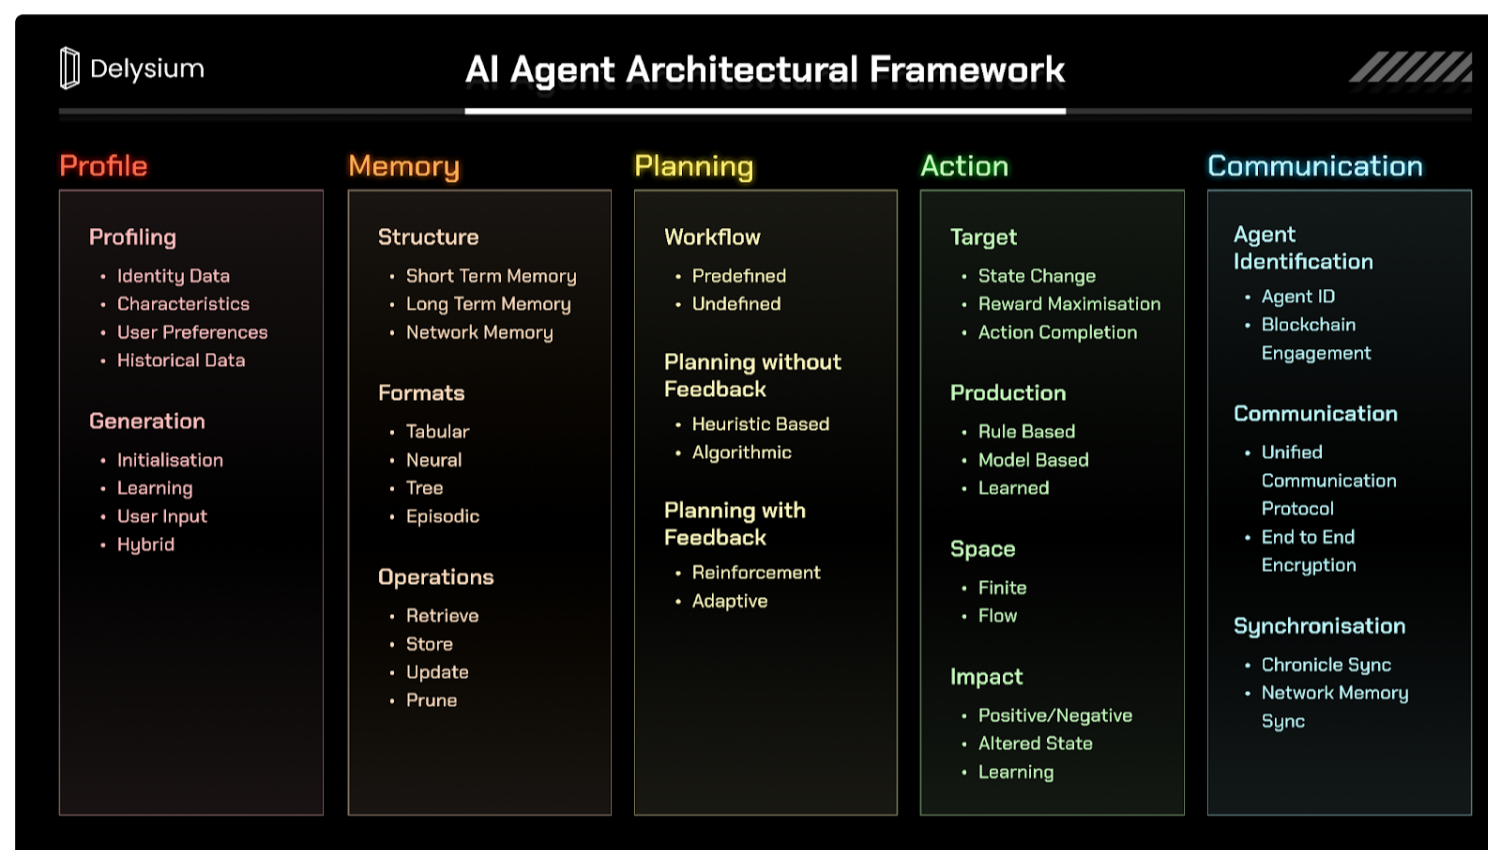 Delysium
AI Agent Architectural Framework
Profile
Profiling
• Identity Data
• Characteristics
• User Preferences
• Historical Data
Generation
• Initialisation
• Learning
• User Input
• Hybrid
Memory
Structure
• Short Term Memory
• Long Term Memory
• Network Memory
Formats
• Tabular
• Neural
• Tree
• Episodic
Operations
• Retrieve
• Store
• Update
• Prune
Planning
Workflow
• Predefined
• Undefined
Planning without
Feedback
• Heuristic Based
• Algorithmic
Planning with
Feedback
• Reinforcement
• Adaptive
Action
Target
• State Change
• Reward Maximisation
• Action Completion
Production
• Rule Based
• Model Based
• Learned
Space
• Finite
• Flow
Impact
• Positive/Negative
• Altered State
• Learning
Communication
Agent
Identification
• Agent ID
• Blockchain
Engagement
Communication
• Unified
Communication
Protocol
• End to End
Encryption
Synchronisation
• Chronicle Sync
• Network Memory
Sync